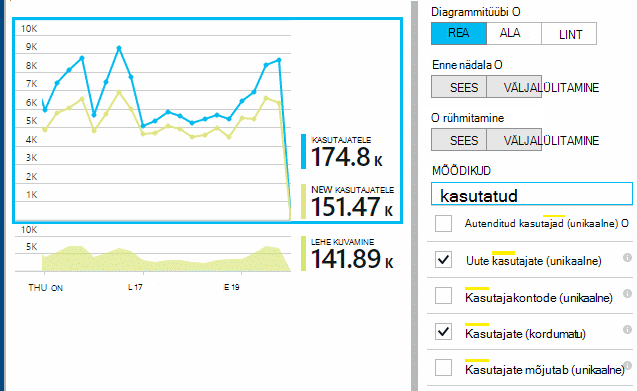 10K
9K
8K
7K
6K
5K
4K
3K
2K
1K
KASUTAJATELE
174.8 K
NEW KASUTAJATELE
151.47 K
10K
5K
LEHE KUVAMINE
141.89 K
THU ON
L 17
E 19
Diagrammitüübi O
REA ALA LINT
Enne nädala O
SEES VÄLJALÜLITAMINE
O rühmitamine
SEES VÄLJALÜLITAMINE
MÕÕDIKUD
kasutatud
Autenditud kasutajad (unikaalne) O
Uute kasutajate (unikaalne)
Kasutajakontode (unikaalne)
Kasutajate (kordumatu)
Kasutajate mõjutab (unikaalne)